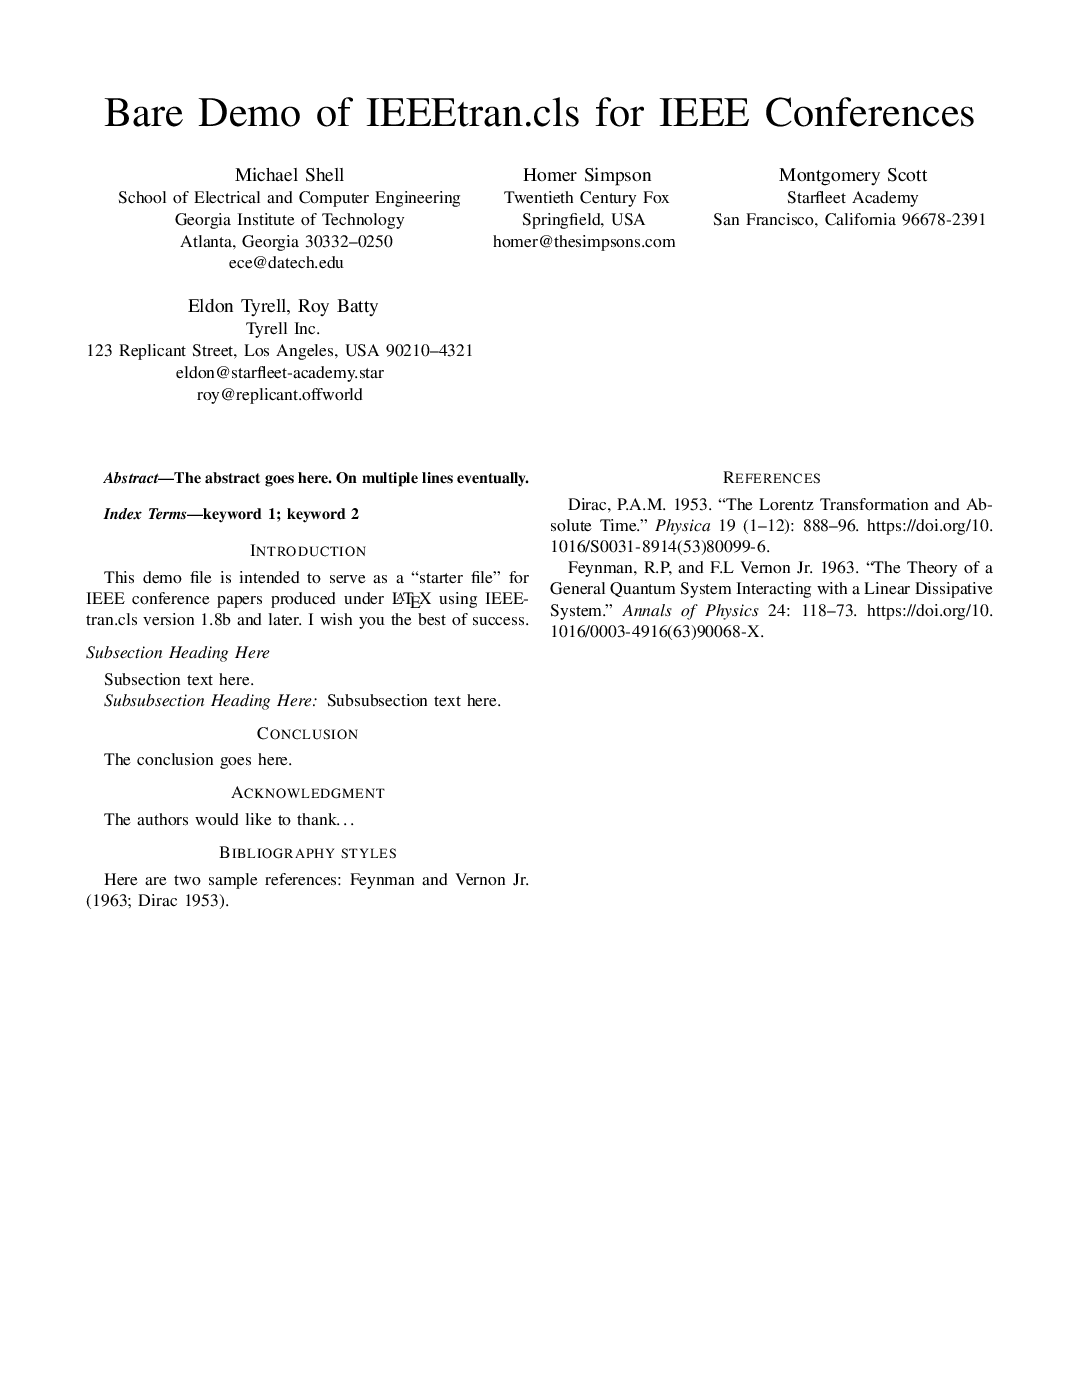 Bare Demo of IEEEtran.cls for IEEE Conferences
Michael Shell
School of Electrical and Computer Engineering
Georgia Institute of Technology
Atlanta, Georgia 30332–0250
ece@datech.edu
Homer Simpson
Twentieth Century Fox
Springfield, USA
homer@thesimpsons.com
Montgomery Scott
Starfleet Academy
San Francisco, California 96678-2391
Eldon Tyrell, Roy Batty
Tyrell Inc.
123 Replicant Street, Los Angeles, USA 90210–4321
eldon@starfleet-academy.star
roy@replicant.offworld
Abstract—The abstract goes here. On multiple lines eventually.
Index Terms—keyword 1; keyword 2
INTRODUCTION
This demo file is intended to serve as a “starter file” for
IEEE conference papers produced under LATEX using IEEE-
tran.cls version 1.8b and later. I wish you the best of success.
Subsection Heading Here
Subsection text here.
Subsubsection Heading Here: Subsubsection text here.
CONCLUSION
The conclusion goes here.
ACKNOWLEDGMENT
The authors would like to thank. . .
BIBLIOGRAPHY STYLES
Here are two sample references: Feynman and Vernon Jr.
(1963; Dirac 1953).
REFERENCES
Dirac, P.A.M. 1953. “The Lorentz Transformation and Ab-
solute Time.” Physica 19 (1–12): 888–96. https://doi.org/10.
1016/S0031-8914(53)80099-6.
Feynman, R.P, and F.L Vernon Jr. 1963. “The Theory of a
General Quantum System Interacting with a Linear Dissipative
System.” Annals of Physics 24: 118–73. https://doi.org/10.
1016/0003-4916(63)90068-X.